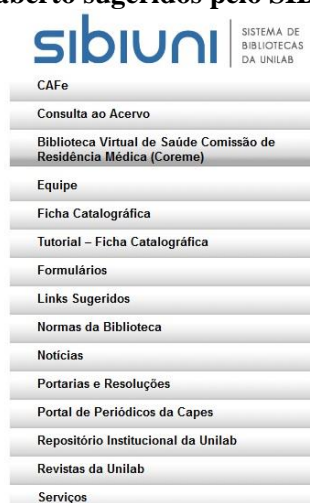 aberto sugeridos pelo
sibiuni
SISTEMA DE
BIBLIOTECAS
DA UNILAB
CAFe
Consulta ao Acervo
Biblioteca Virtual de Saúde Comissão de
Residência Médica (Coreme)
Equipe
Ficha Catalográfica
Tutorial – Ficha Catalográfica
Formulários
Links Sugeridos
Normas da Biblioteca
Notícias
Portarias e Resoluções
Portal de Periódicos da Capes
Repositório Institucional da Unilab
Revistas da Unilab
Serviços